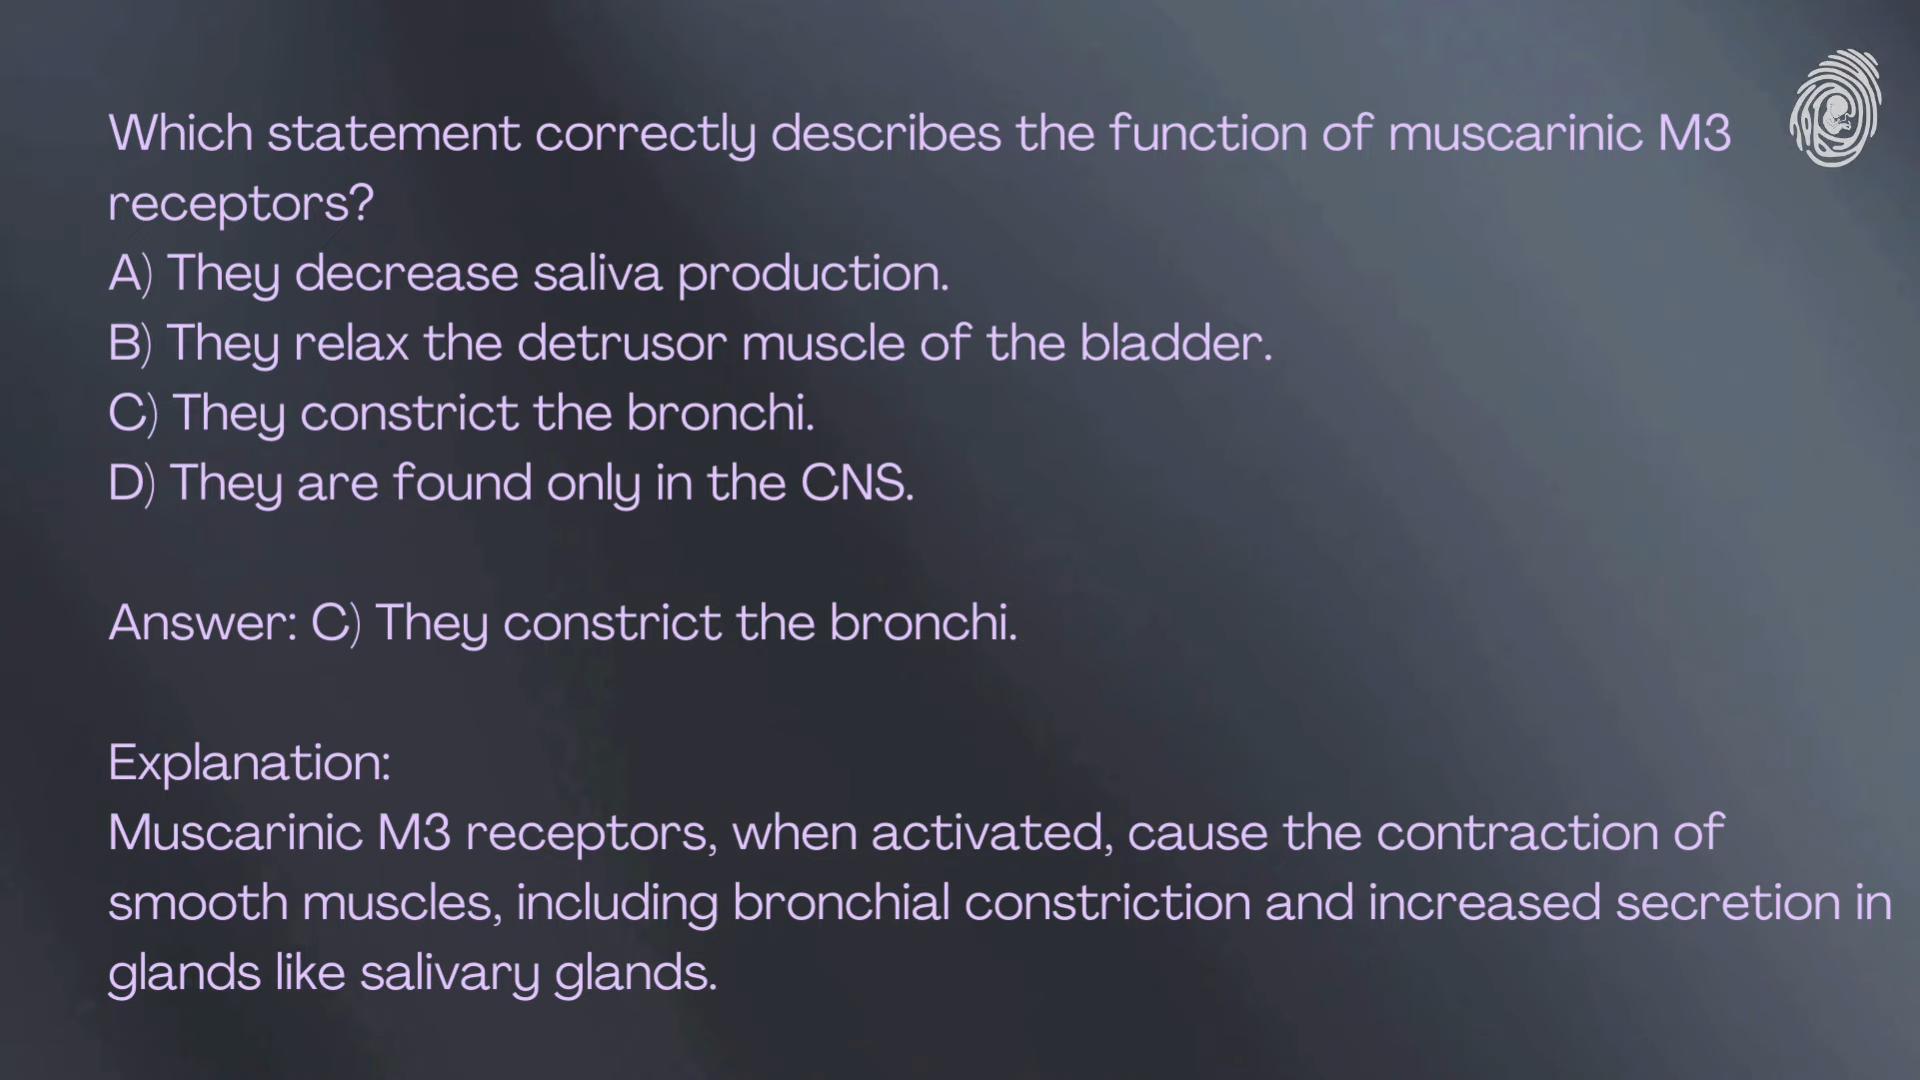 Which statement correctly describes the function of muscarinic M3
receptors?
A) They decrease saliva production.
B) They relax the detrusor muscle of the bladder.
C) They constrict the bronchi.
D) They are found only in the CNS.
Answer: C) They constrict the bronchi.
Explanation:
Muscarinic M3 receptors, when activated, cause the contraction of
smooth muscles, including bronchial constriction and increased secretion in
glands like salivary glands.